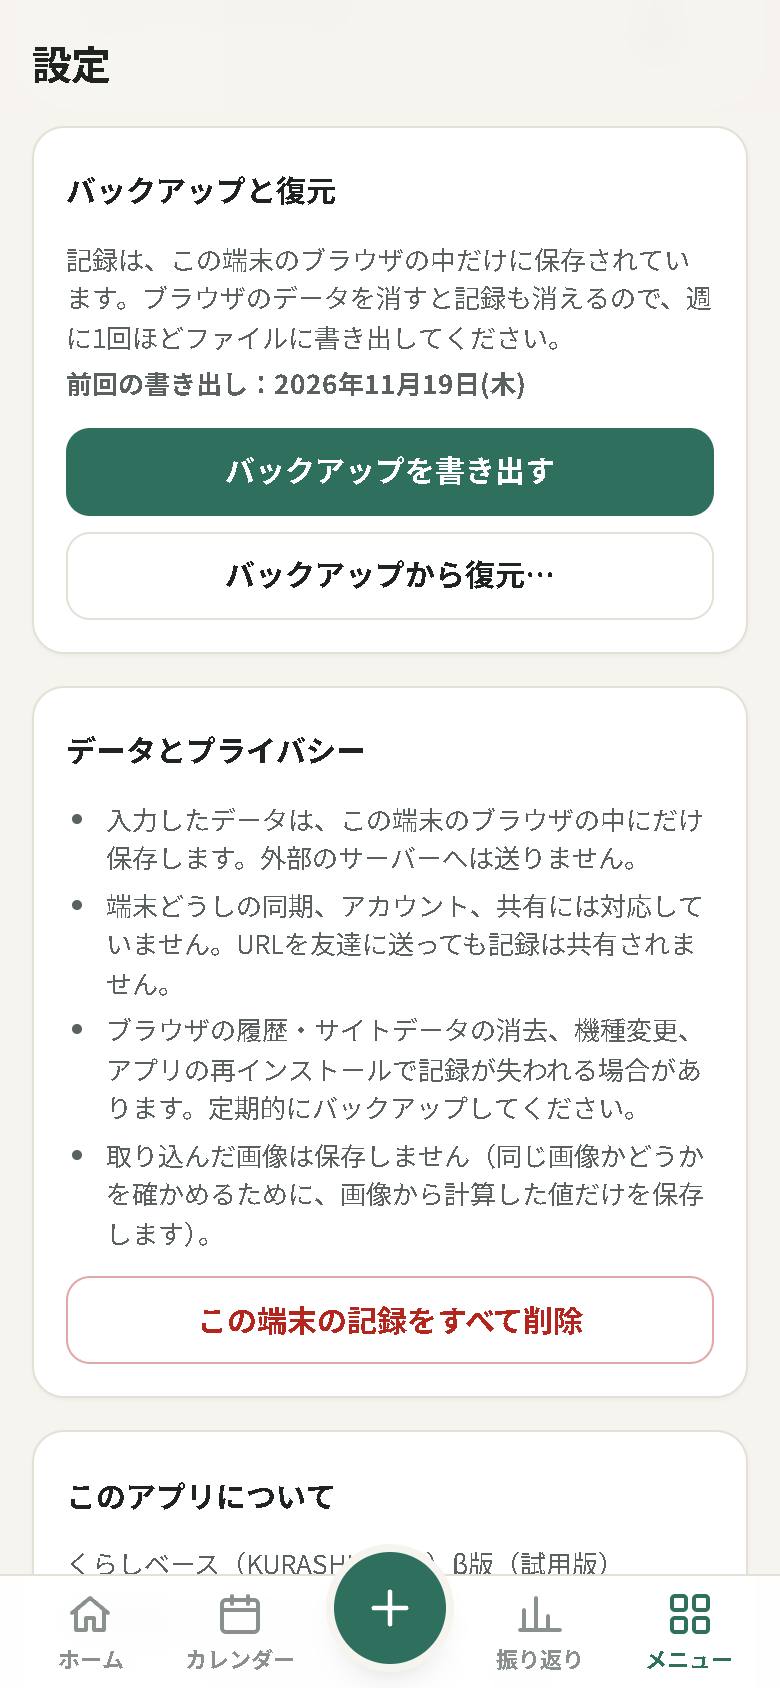 設定
バックアップと復元
記録は、この端末のブラウザの中だけに保存されてい
ます。ブラウザのデータを消すと記録も消えるので、週
に1回ほどファイルに書き出してください。
前回の書き出し：2026年11月19日(木)
バックアップを書き出す
バックアップから復元…
データとプライバシー
入力したデータは、この端末のブラウザの中にだけ
保存します。外部のサーバーへは送りません。
端末どうしの同期、アカウント、共有には対応して
いません。URLを友達に送っても記録は共有されま
せん。
ブラウザの履歴・サイトデータの消去、機種変更、
アプリの再インストールで記録が失われる場合があ
ります。定期的にバックアップしてください。
取り込んだ画像は保存しません（同じ画像かどうか
を確かめるために、画像から計算した値だけを保存
します）。
この端末の記録をすべて削除
このアプリについて
くらしベース（ ）β版（試用版）
ホーム
カレンダー
振り返り
メニュー